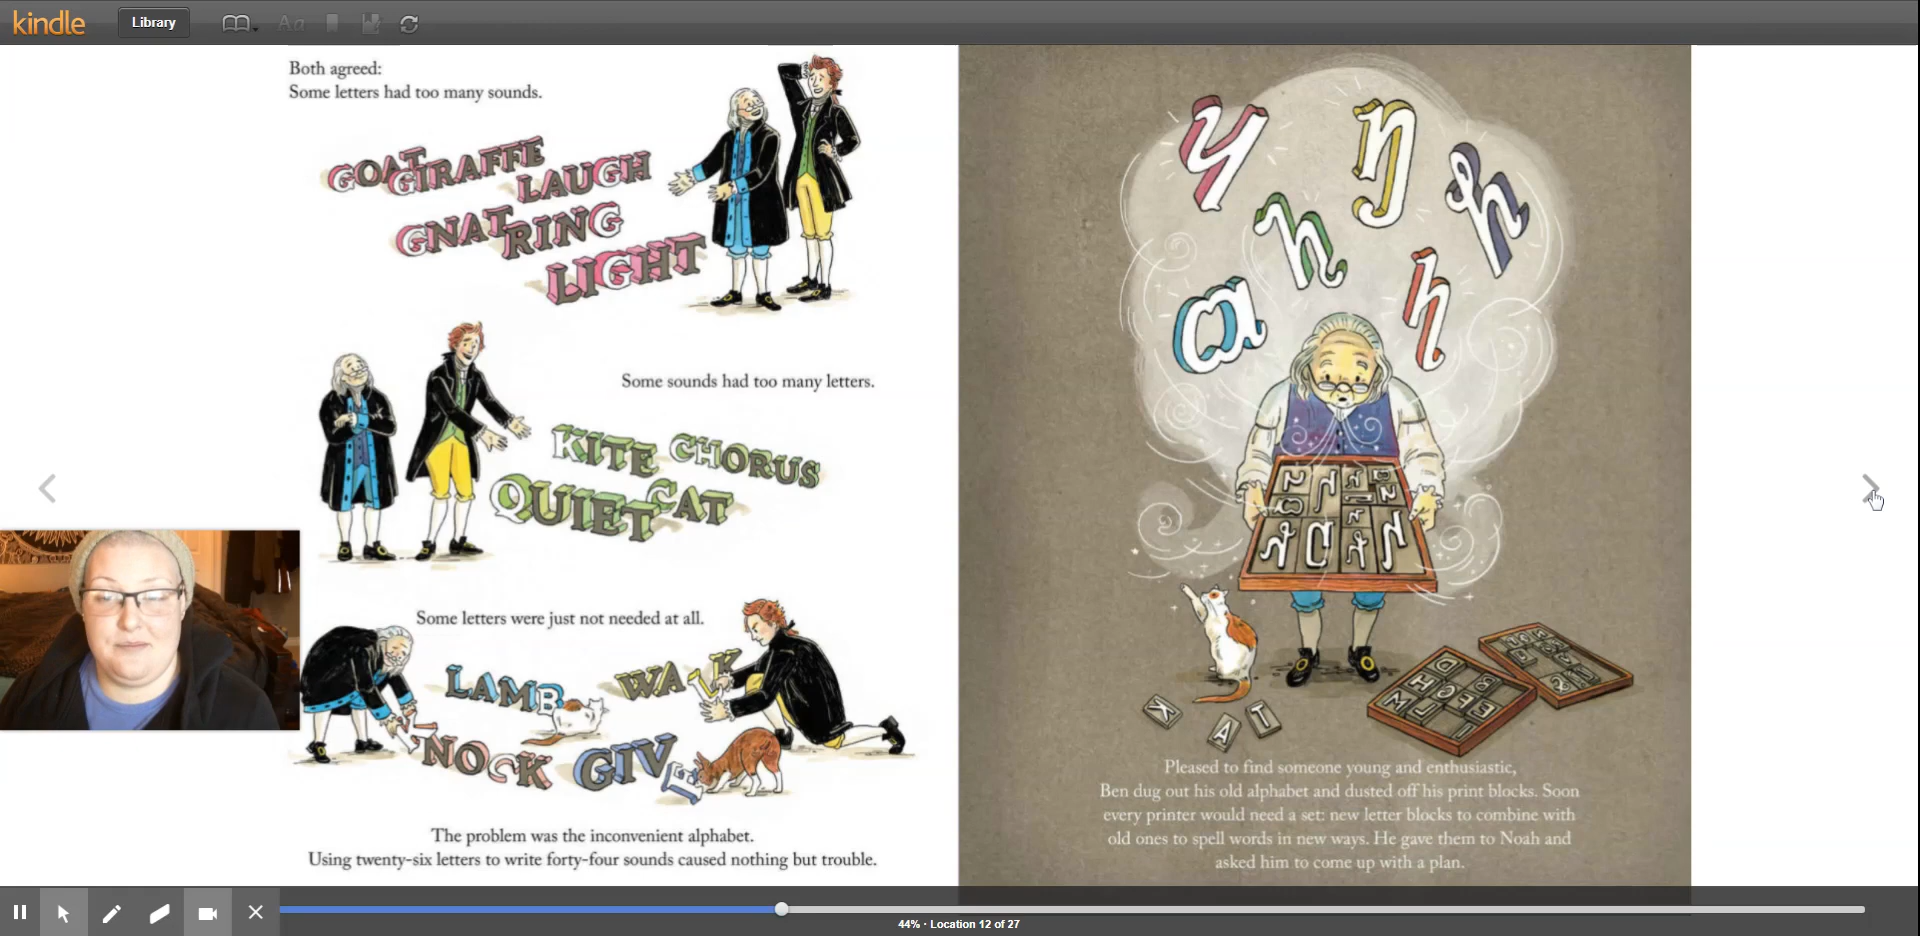 kindle
Library
Aa
Both agreed:
Some letters had too many sounds.
GOAT
GIRAFFE
LAUGH
GNAT
RING
LIGHT
Some sounds had too many letters.
KITE
CHORUS
QUIET
CAT
Some letters were just not needed at all.
LAMB
WALK
NOCK
GIVE
The problem was the inconvenient alphabet.
Using twenty-six letters to write forty-four sounds caused nothing but trouble.
K A T
Pleased to find someone young and enthusiastic,
Ben dug out his old alphabet and dusted off his print blocks. Soon
every printer would need a set: new letter blocks to combine with
old ones to spell words in new ways. He gave them to Noah and
asked him to come up with a plan.
44% · Location 12 of 27